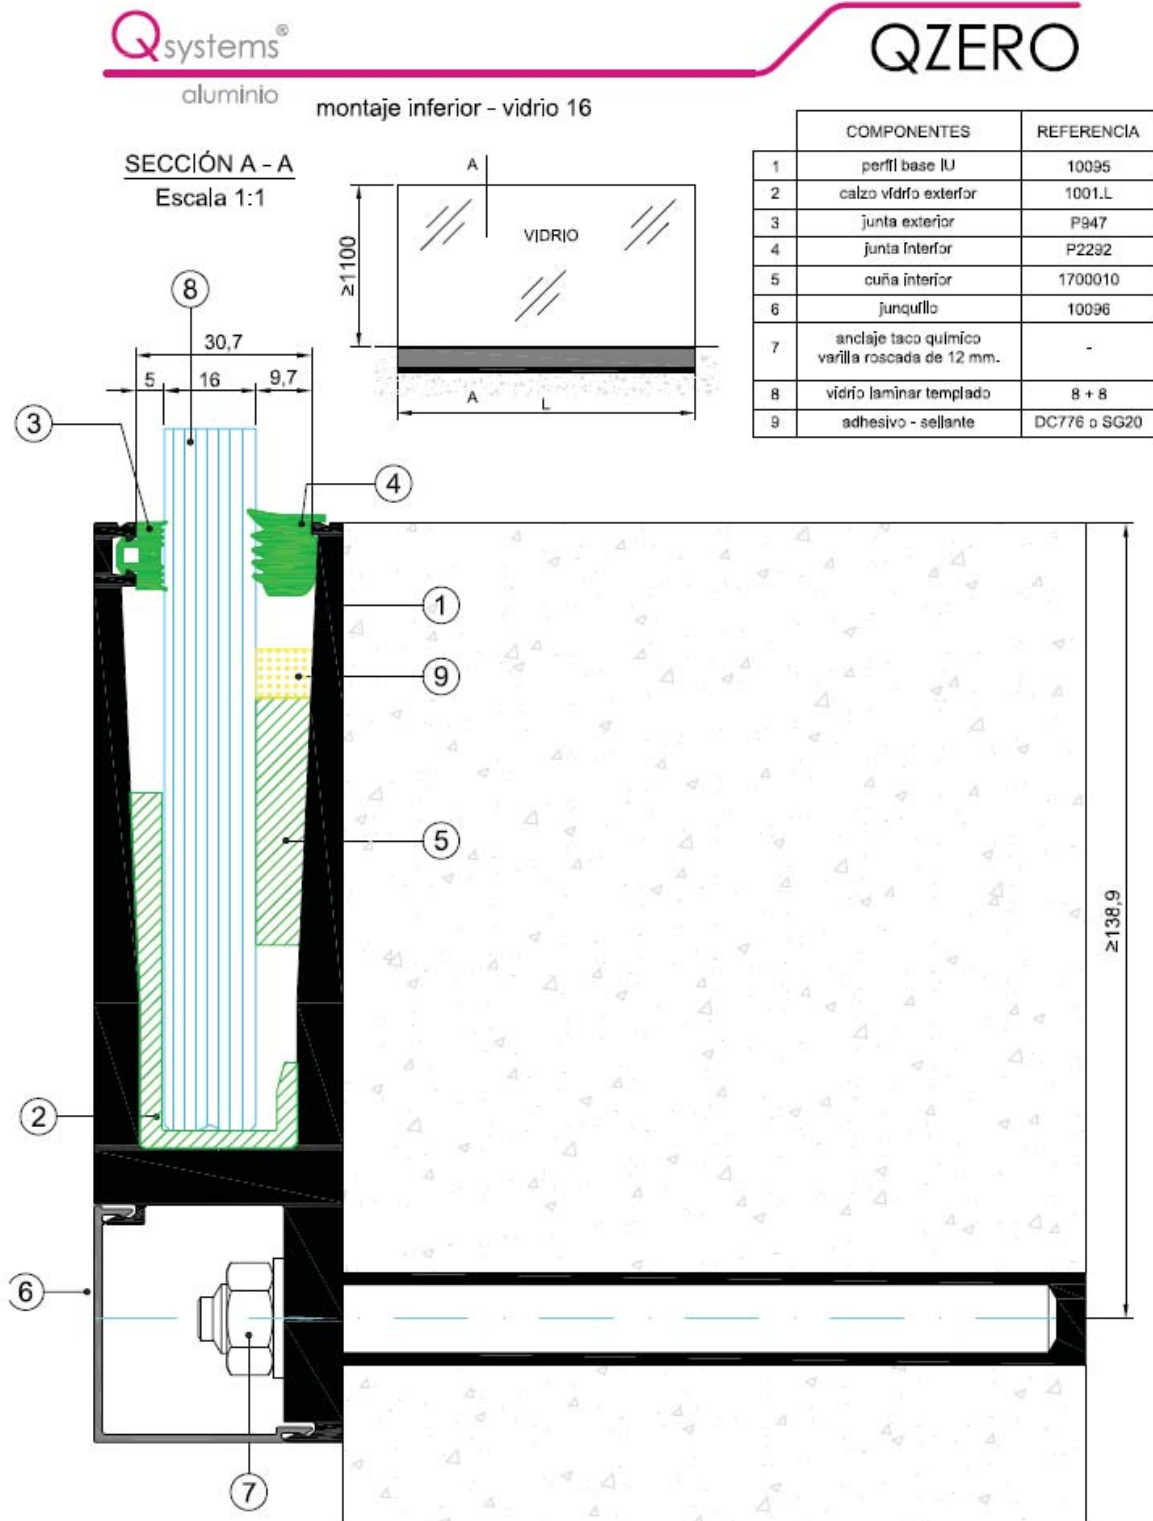 Qsystems®
aluminio
QZERO
montaje inferior - vidrio 16
SECCIÓN A - A
Escala 1:1
A
VIDRIO
≥1100
A
L
COMPONENTES REFERENCIA
1 perfil base IU 10095
2 calzo vidrio exterior 1001.L
3 junta exterior P947
4 junta interior P2292
5 cuña interior 1700010
6 junquillo 10096
7 anclaje taco químico
varilla roscada de 12 mm. -
8 vidrio laminar templado 8 + 8
9 adhesivo - sellante DC776 o SG20
8
30,7
5 16 9,7
3
4
1
9
5
≥138,9
2
6
7